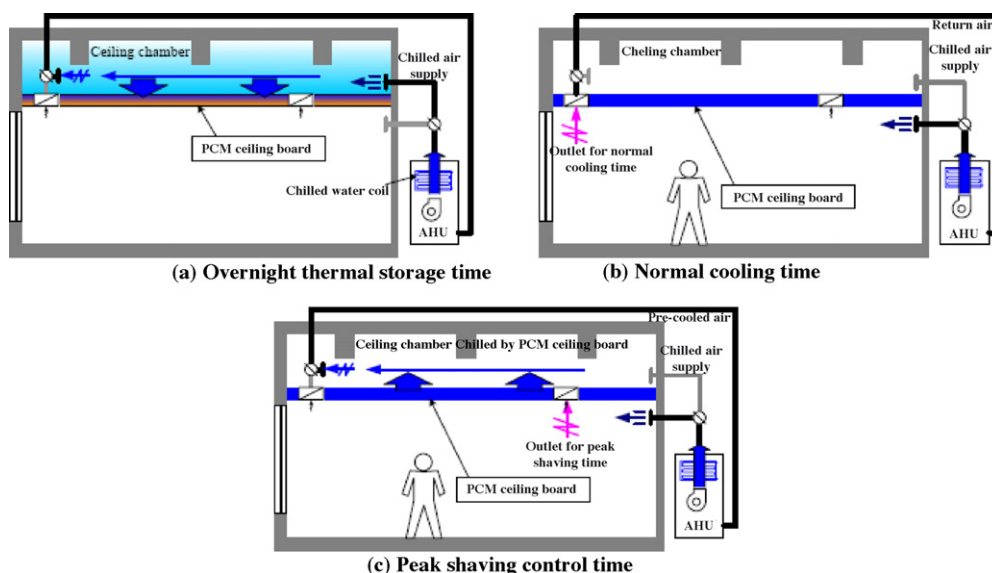 Ceiling chamber
Chilled air
supply
PCM ceiling board
Chilled water coil
AHU
(a) Overnight thermal storage time
Return air
Cheling chamber
Chilled air
supply
Outlet for normal
cooling time
PCM ceiling board
AHU
(b) Normal cooling time
Pre-cooled air
Ceiling chamber Chilled by PCM ceiling board
Chilled air
supply
Outlet for peak
shaving time
PCM ceiling board
AHU
(c) Peak shaving control time